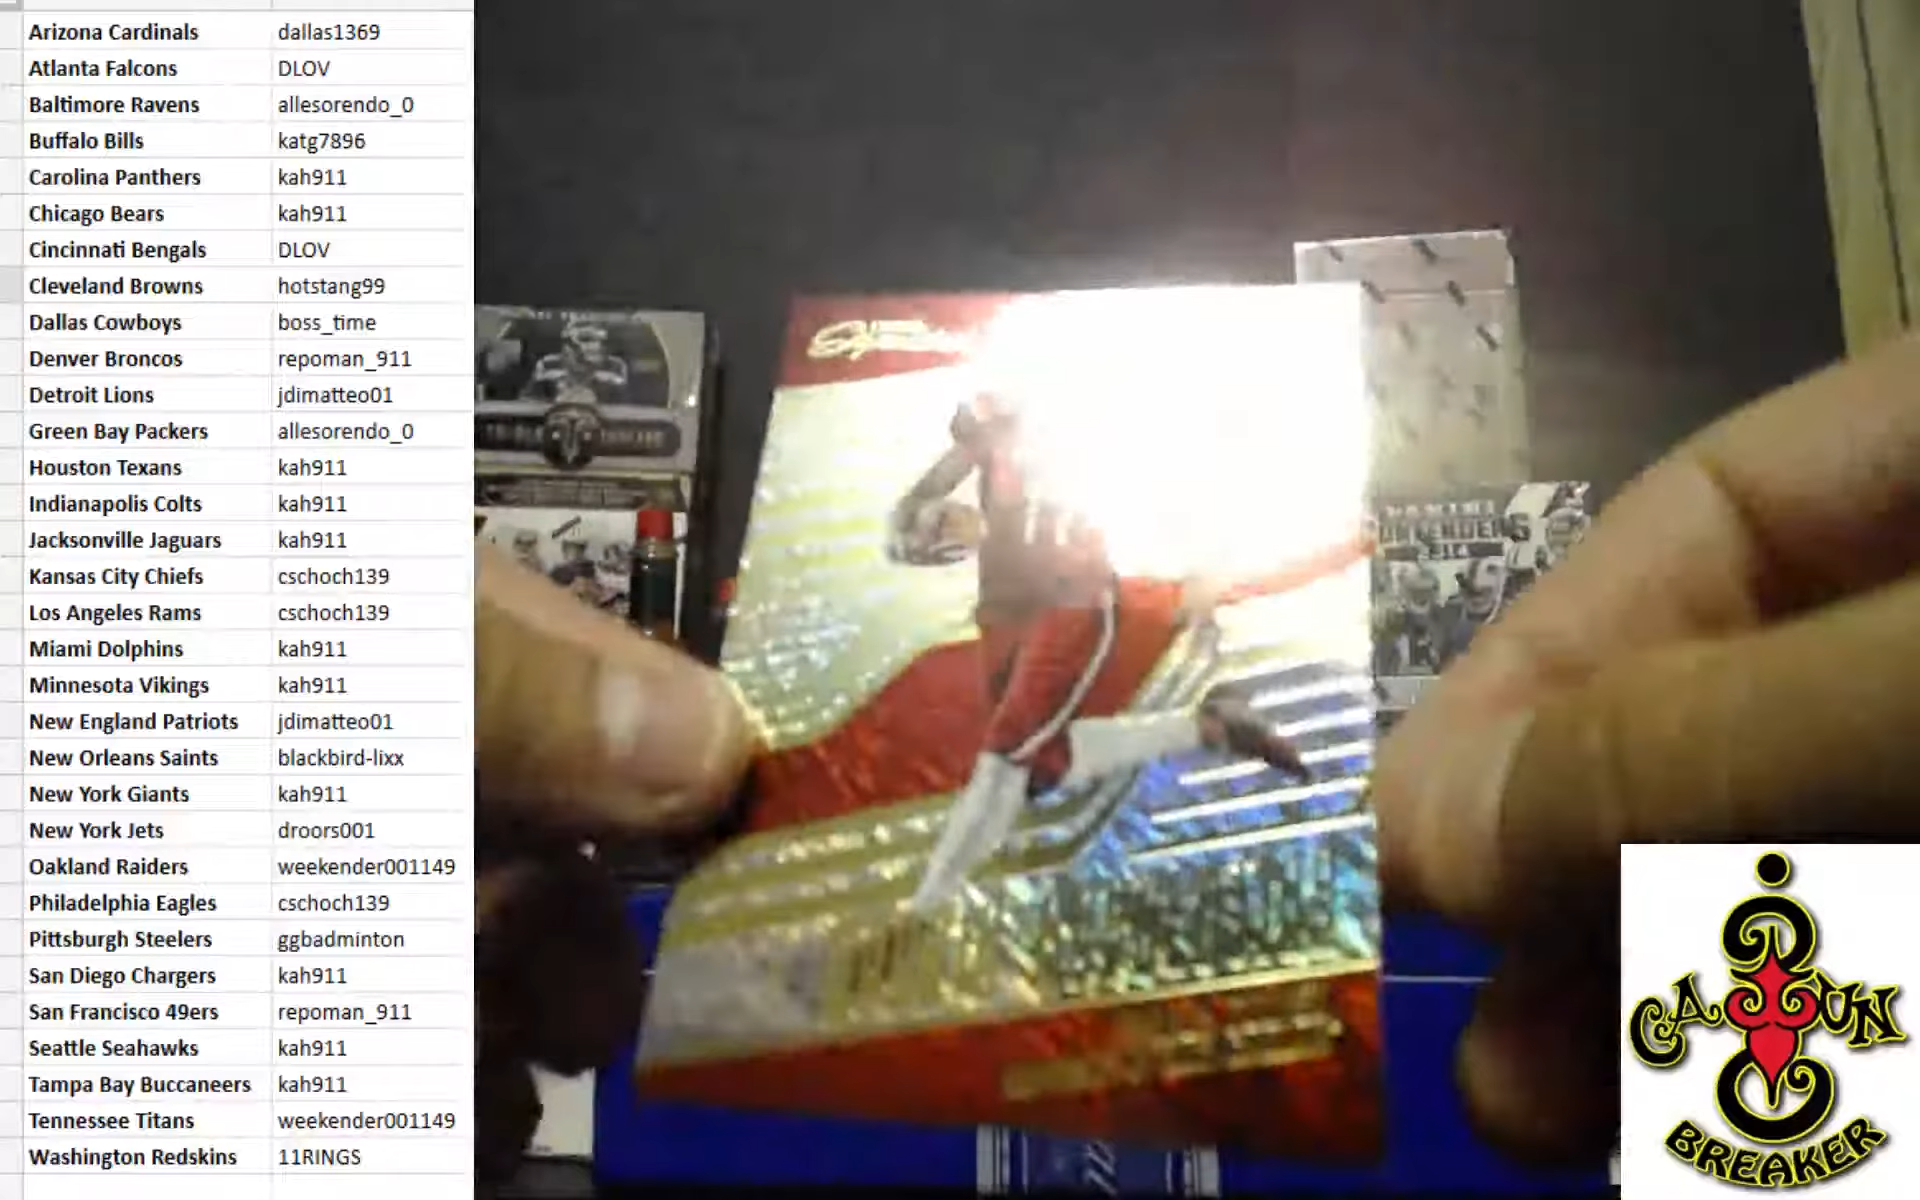 Arizona Cardinals dallas1369
Atlanta Falcons DLOV
Baltimore Ravens allesorendo_0
Buffalo Bills katg7896
Carolina Panthers kah911
Chicago Bears kah911
Cincinnati Bengals DLOV
Cleveland Browns hotstang99
Dallas Cowboys boss_time
Denver Broncos repoman_911
Detroit Lions jdimatteo01
Green Bay Packers allesorendo_0
Houston Texans kah911
Indianapolis Colts kah911
Jacksonville Jaguars kah911
Kansas City Chiefs cschoch139
Los Angeles Rams cschoch139
Miami Dolphins kah911
Minnesota Vikings kah911
New England Patriots jdimatteo01
New Orleans Saints blackbird-lixx
New York Giants kah911
New York Jets droors001
Oakland Raiders weekender001149
Philadelphia Eagles cschoch139
Pittsburgh Steelers ggbadminton
San Diego Chargers kah911
San Francisco 49ers repoman_911
Seattle Seahawks kah911
Tampa Bay Buccaneers kah911
Tennessee Titans weekender001149
Washington Redskins 11RINGS
CAJUN
BREAKER